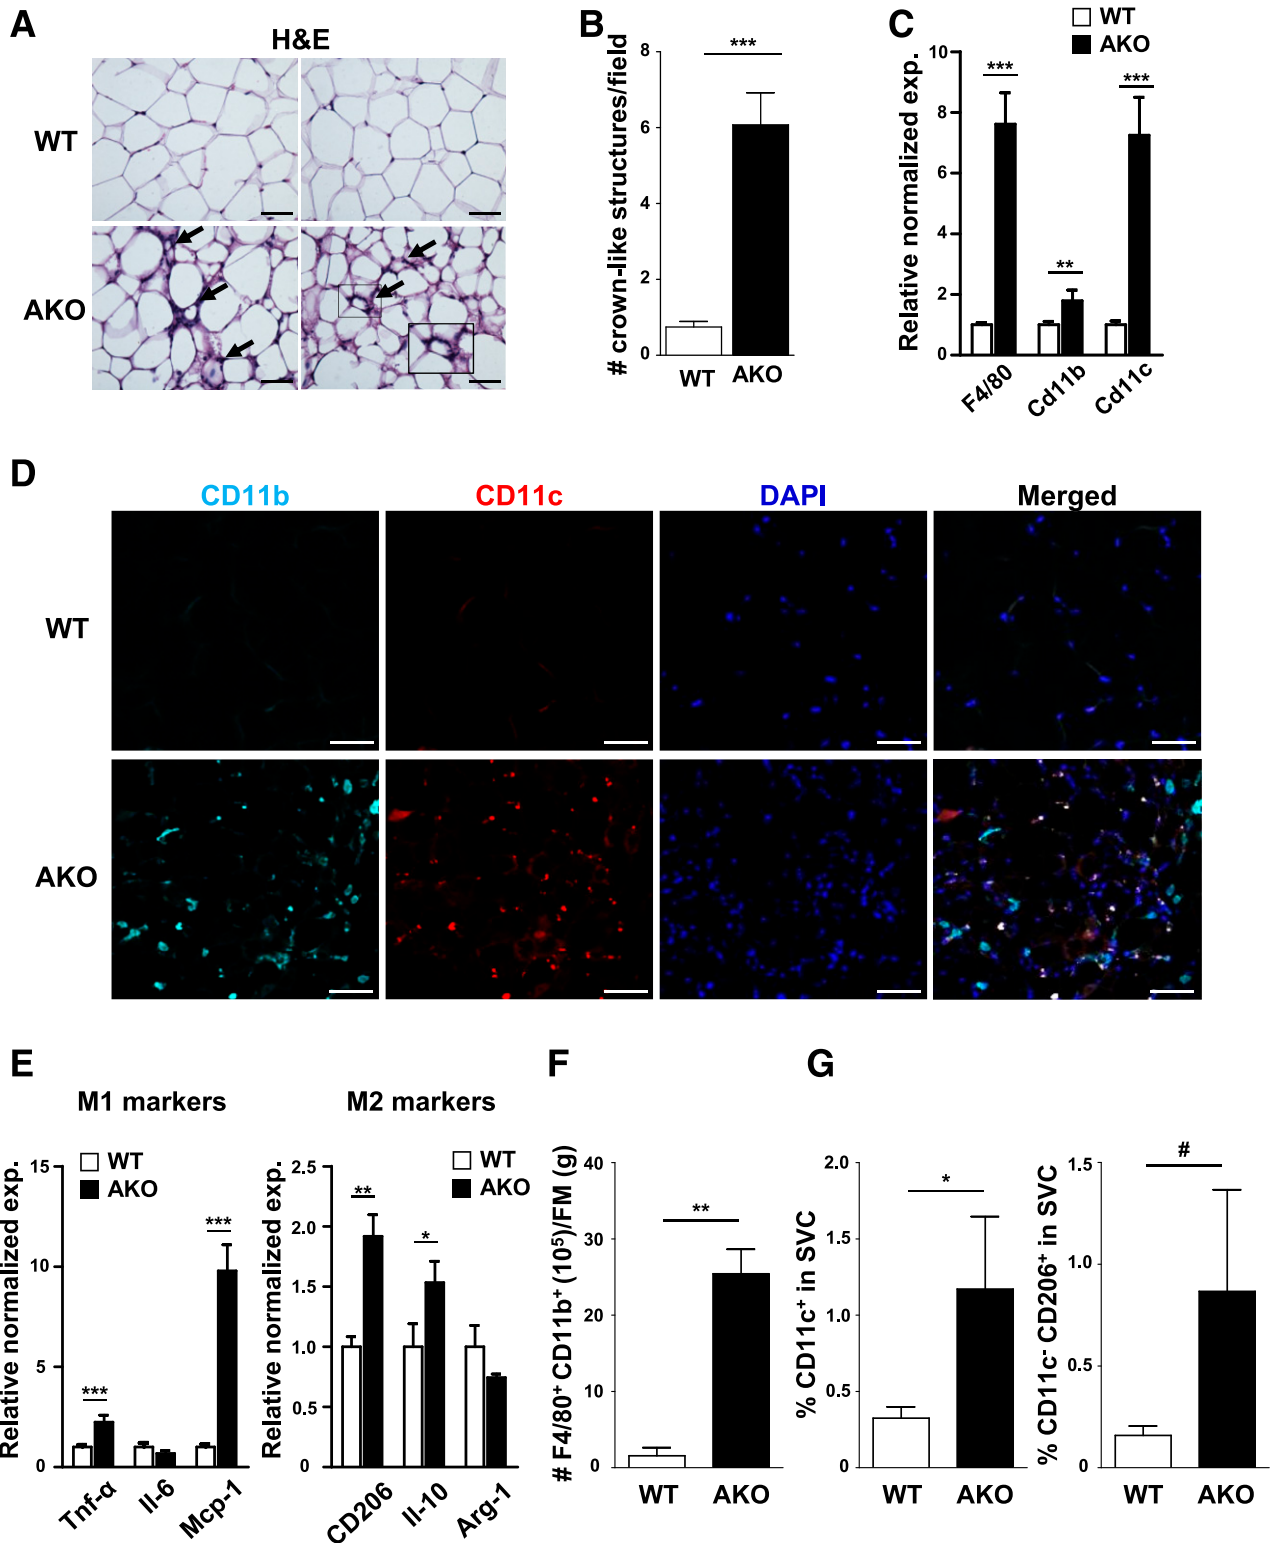 A
H&E
WT
AKO
B
# crown-like structures/field
8
6
4
2
0
***
WT AKO
C
WT
AKO
Relative normalized exp.
10
8
6
4
2
0
***
**
***
F4/80 Cd11b Cd11c
D
CD11b CD11c DAPI Merged
WT
AKO
E
M1 markers
WT
AKO
Relative normalized exp.
15
10
5
0
***
***
Tnf-α Il-6 Mcp-1
M2 markers
WT
AKO
Relative normalized exp.
2.5
2.0
1.5
1.0
0.5
0
**
*
CD206 Il-10 Arg-1
F
# F4/80⁺ CD11b⁺ (10⁵)/FM (g)
40
30
20
10
0
**
WT AKO
G
% CD11c⁺ in SVC
2.0
1.5
1.0
0.5
0
*
WT AKO
% CD11c⁻ CD206⁺ in SVC
1.5
1.0
0.5
0
#
WT AKO